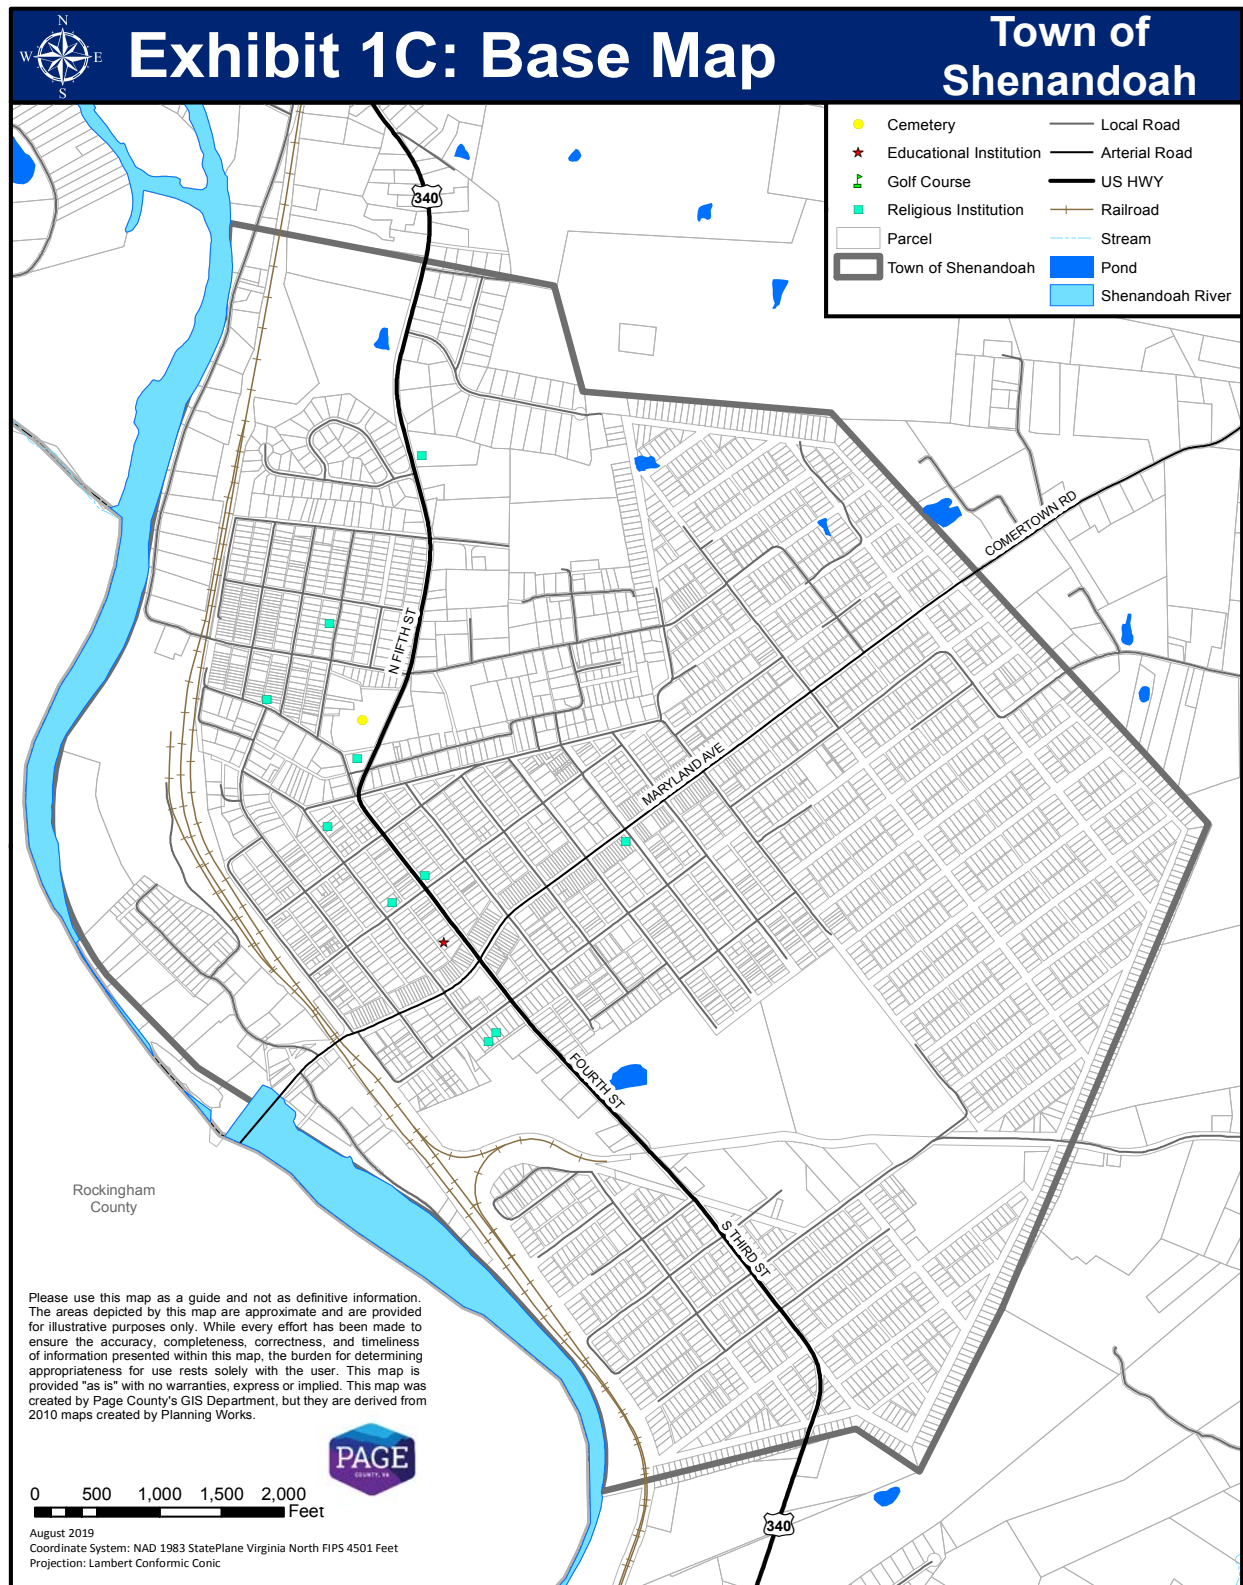 N
W E
S
Exhibit 1C: Base Map
Town of
Shenandoah
Cemetery
Educational Institution
Golf Course
Religious Institution
Parcel
Town of Shenandoah
Local Road
Arterial Road
US HWY
Railroad
Stream
Pond
Shenandoah River
340
COMERTOWN RD
N FIFTH ST
MARYLAND AVE
FOURTH ST
S THIRD ST
Rockingham
County
Please use this map as a guide and not as definitive information.
The areas depicted by this map are approximate and are provided
for illustrative purposes only. While every effort has been made to
ensure the accuracy, completeness, correctness, and timeliness
of information presented within this map, the burden for determining
appropriateness for use rests solely with the user. This map is
provided "as is" with no warranties, express or implied. This map was
created by Page County's GIS Department, but they are derived from
2010 maps created by Planning Works.
PAGE
COUNTY, VA
0 500 1,000 1,500 2,000
Feet
340
August 2019
Coordinate System: NAD 1983 StatePlane Virginia North FIPS 4501 Feet
Projection: Lambert Conformic Conic